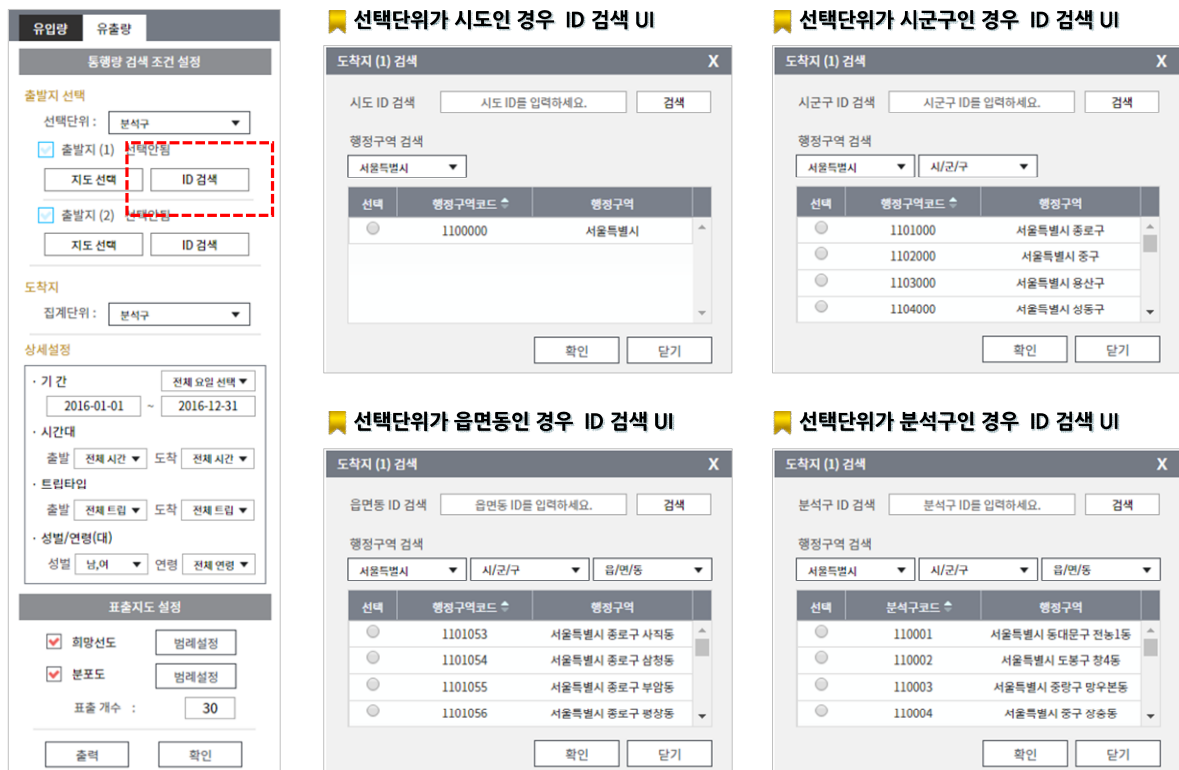 유입량 유출량
통행량 검색 조건 설정
출발지 선택
선택단위 : 분석구
출발지 (1) 선택안됨
지도 선택 ID 검색
출발지 (2) 선택안됨
지도 선택 ID 검색
도착지
집계단위 : 분석구
상세설정
· 기 간 전체 요일 선택
2016-01-01 ~ 2016-12-31
· 시간대
출발 전체 시간 도착 전체 시간
· 트립타입
출발 전체 트립 도착 전체 트립
· 성별/연령(대)
성별 남,여 연령 전체 연령
표출지도 설정
희망선도 범례설정
분포도 범례설정
표출 개수 : 30
출력 확인
선택단위가 시도인 경우 ID 검색 UI
도착지 (1) 검색 X
시도 ID 검색 시도 ID를 입력하세요. 검색
행정구역 검색
서울특별시
선택 행정구역코드 행정구역
1100000 서울특별시
확인 닫기
선택단위가 시군구인 경우 ID 검색 UI
도착지 (1) 검색 X
시군구 ID 검색 시군구 ID를 입력하세요. 검색
행정구역 검색
서울특별시 시/군/구
선택 행정구역코드 행정구역
1101000 서울특별시 종로구
1102000 서울특별시 중구
1103000 서울특별시 용산구
1104000 서울특별시 성동구
확인 닫기
선택단위가 읍면동인 경우 ID 검색 UI
도착지 (1) 검색 X
읍면동 ID 검색 읍면동 ID를 입력하세요. 검색
행정구역 검색
서울특별시 시/군/구 읍/면/동
선택 행정구역코드 행정구역
1101053 서울특별시 종로구 사직동
1101054 서울특별시 종로구 삼청동
1101055 서울특별시 종로구 부암동
1101056 서울특별시 종로구 평창동
확인 닫기
선택단위가 분석구인 경우 ID 검색 UI
도착지 (1) 검색 X
분석구 ID 검색 분석구 ID를 입력하세요. 검색
행정구역 검색
서울특별시 시/군/구 읍/면/동
선택 분석구코드 행정구역
110001 서울특별시 동대문구 전농1동
110002 서울특별시 도봉구 창4동
110003 서울특별시 중랑구 망우본동
110004 서울특별시 중구 장충동
확인 닫기